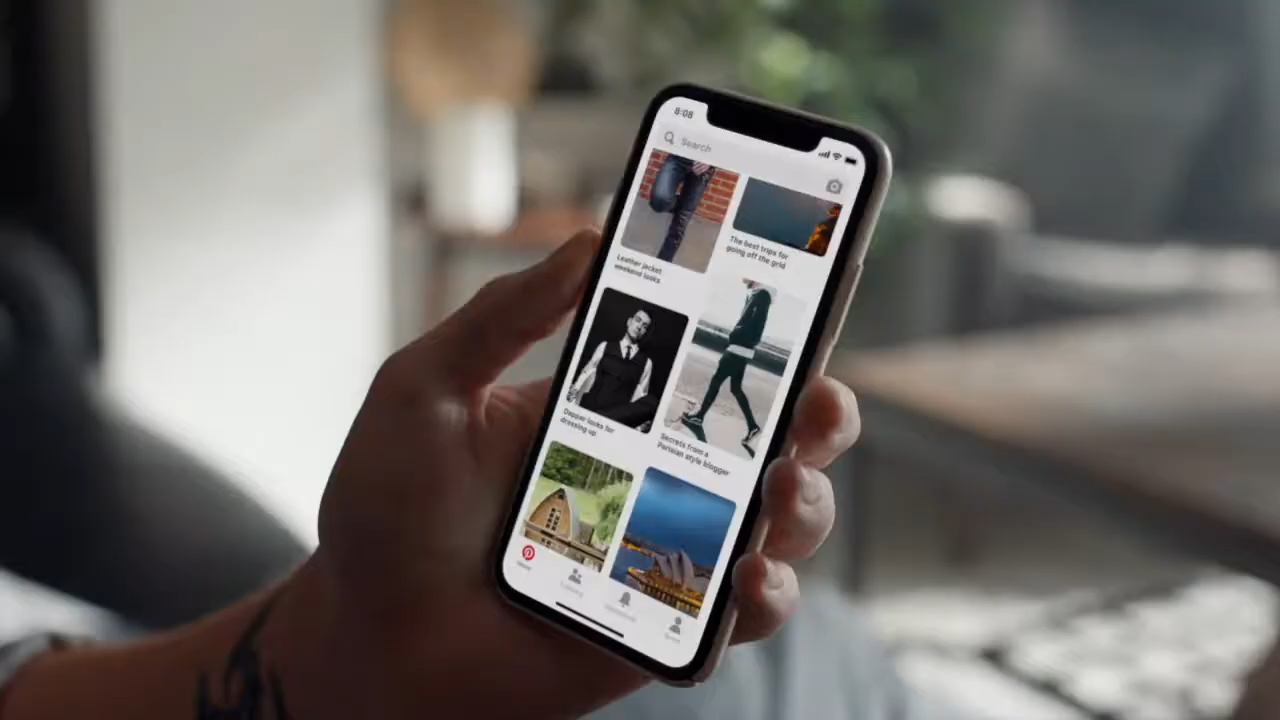 8:08
Search
Leather jacket
weekend looks
The best trips for
going off the grid
Dapper looks for
dressing up
Secrets from a
Parisian style blogger